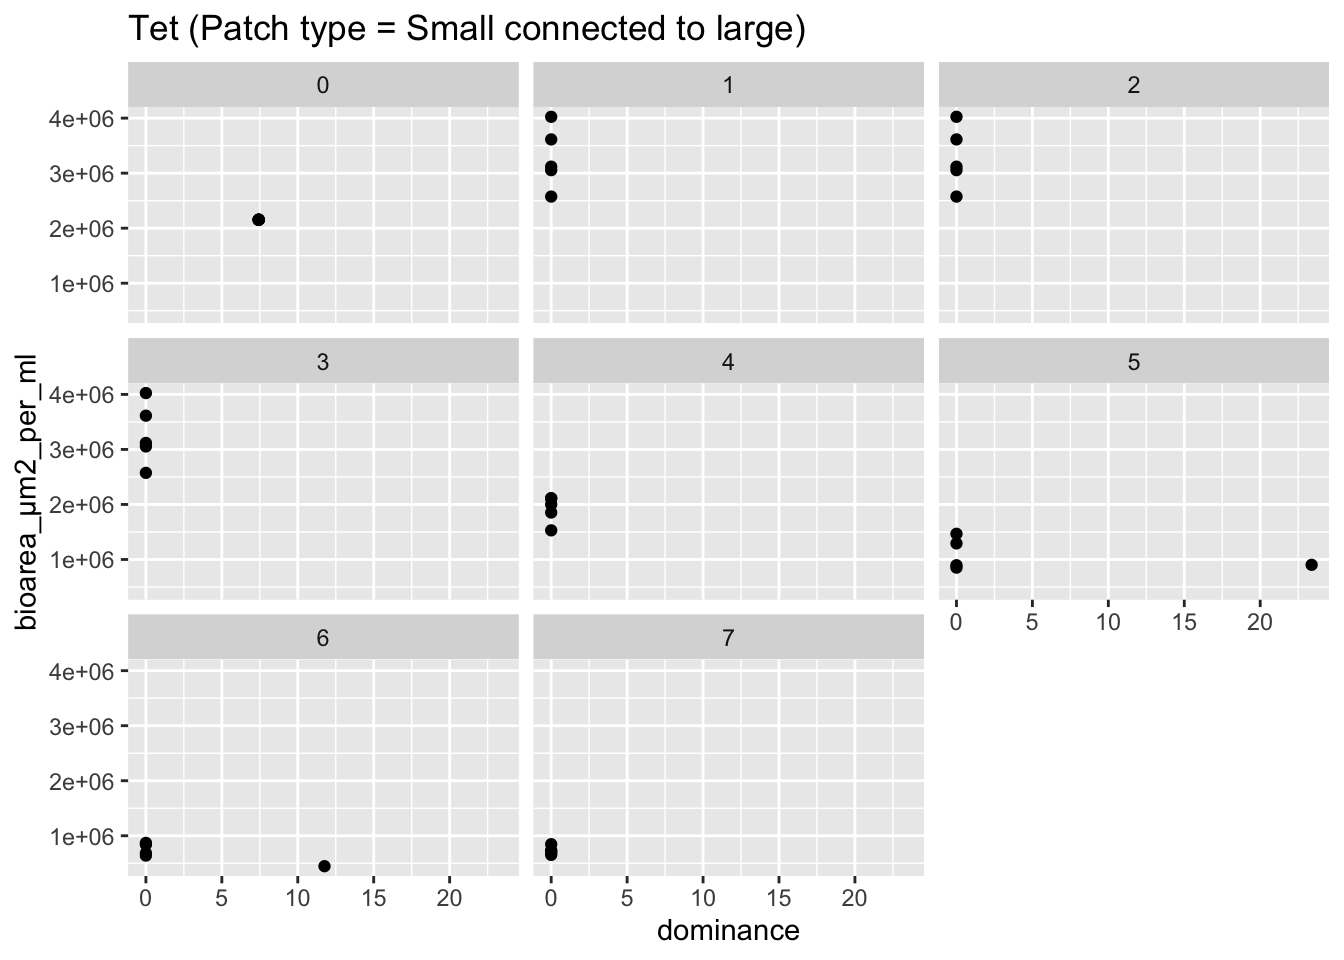 Tet (Patch type = Small connected to large)
0 1 2
4e+06
3e+06
2e+06
1e+06
3 4 5
4e+06
3e+06
2e+06
1e+06
0 5 10 15 20
6 7
4e+06
3e+06
2e+06
1e+06
0 5 10 15 20 0 5 10 15 20
dominance
bioarea_µm2_per_ml